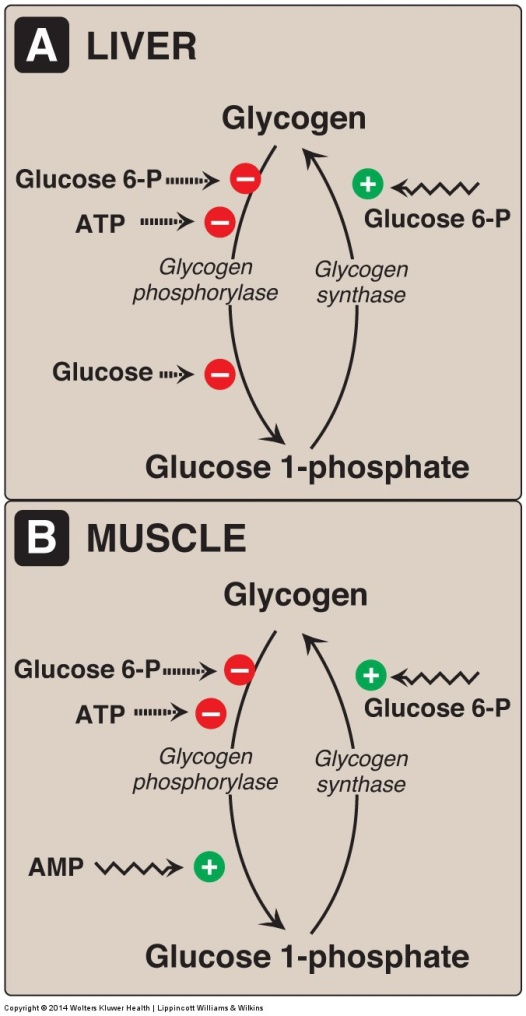 A LIVER
Glycogen
Glucose 6-P
+
−
ATP
−
Glucose 6-P
Glycogen phosphorylase
Glycogen synthase
Glucose
−
Glucose 1-phosphate
B MUSCLE
Glycogen
Glucose 6-P
−
+
ATP
−
Glucose 6-P
Glycogen phosphorylase
Glycogen synthase
AMP
+
Glucose 1-phosphate
Copyright © 2014 Wolters Kluwer Health | Lippincott Williams & Wilkins